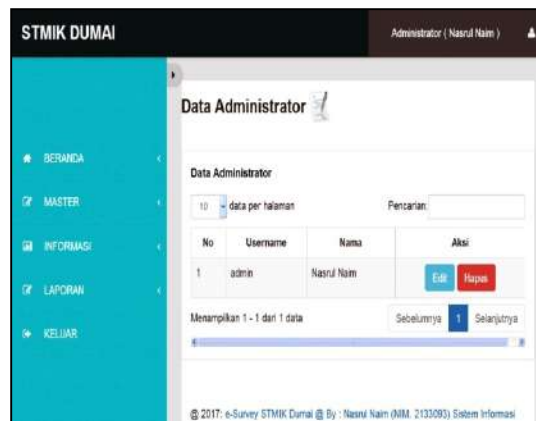 STMIK DUMAI
Administrator ( Nasrul Naim )
BERANDA
MASTER
INFORMASI
LAPORAN
KELUAR
Data Administrator
Data Administrator
10 data per halaman Pencarian:
No Username Nama Aksi
1 admin Nasrul Naim Edit Hapus
Menampilkan 1 - 1 dari 1 data Sebelumnya 1 Selanjutnya
@ 2017: e-Survey STMIK Dumai @ By : Nasrul Naim (NIM. 2133093) Sistem Informasi